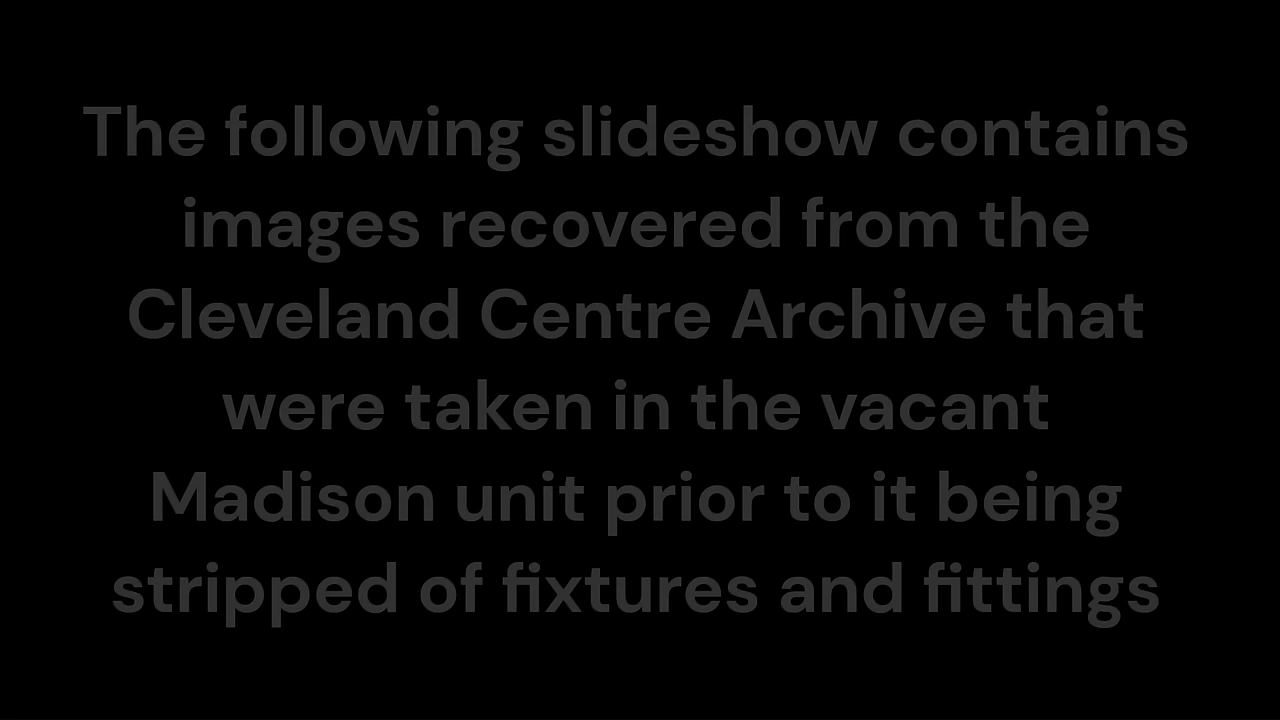 The following slideshow contains
images recovered from the
Cleveland Centre Archive that
were taken in the vacant
Madison unit prior to it being
stripped of fixtures and fittings